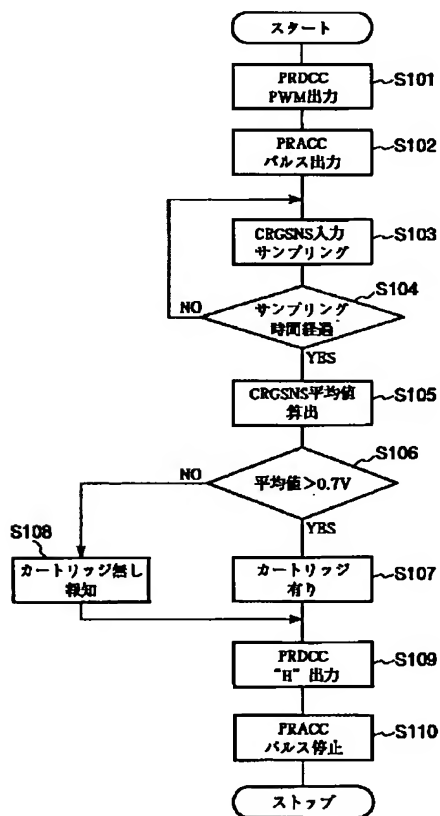 スタート
PRDCC
PWM出力
S101
PRACC
パルス出力
S102
CRGSNS入力
サンプリング
S103
サンプリング
時間経過
S104
NO
YES
CRGSNS平均値
算出
S105
平均値＞0.7V
S106
NO
YES
カートリッジ無し
報知
S108
カートリッジ
有り
S107
PRDCC
“H”出力
S109
PRACC
パルス停止
S110
ストップ